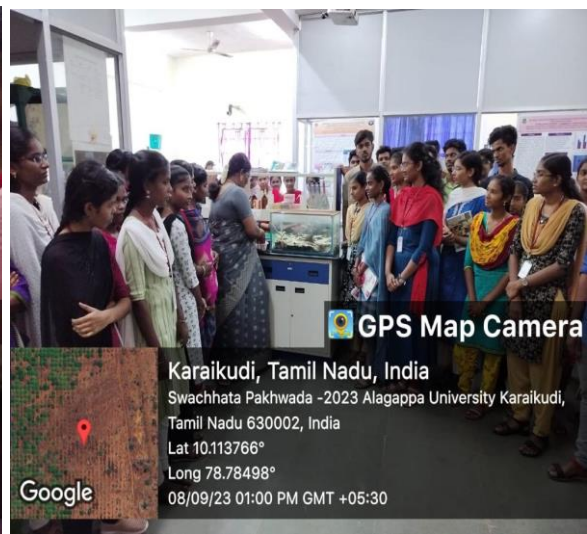 GPS Map Camera
Karaikudi, Tamil Nadu, India
Swachhata Pakhwada -2023 Alagappa University Karaikudi,
Tamil Nadu 630002, India
Lat 10.113766°
Long 78.78498°
08/09/23 01:00 PM GMT +05:30
Google